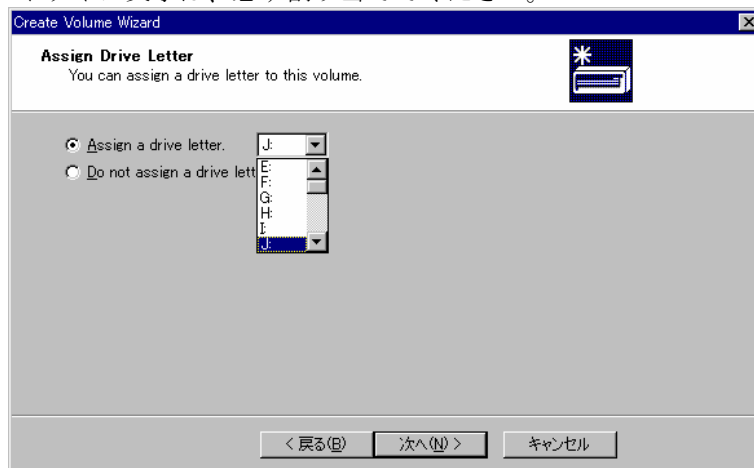 Create Volume Wizard
Assign Drive Letter
You can assign a drive letter to this volume.
Assign a drive letter. J:
Do not assign a drive lett
E:
F:
G:
H:
I:
J:
< 戻る(B) 次へ(N) > キャンセル